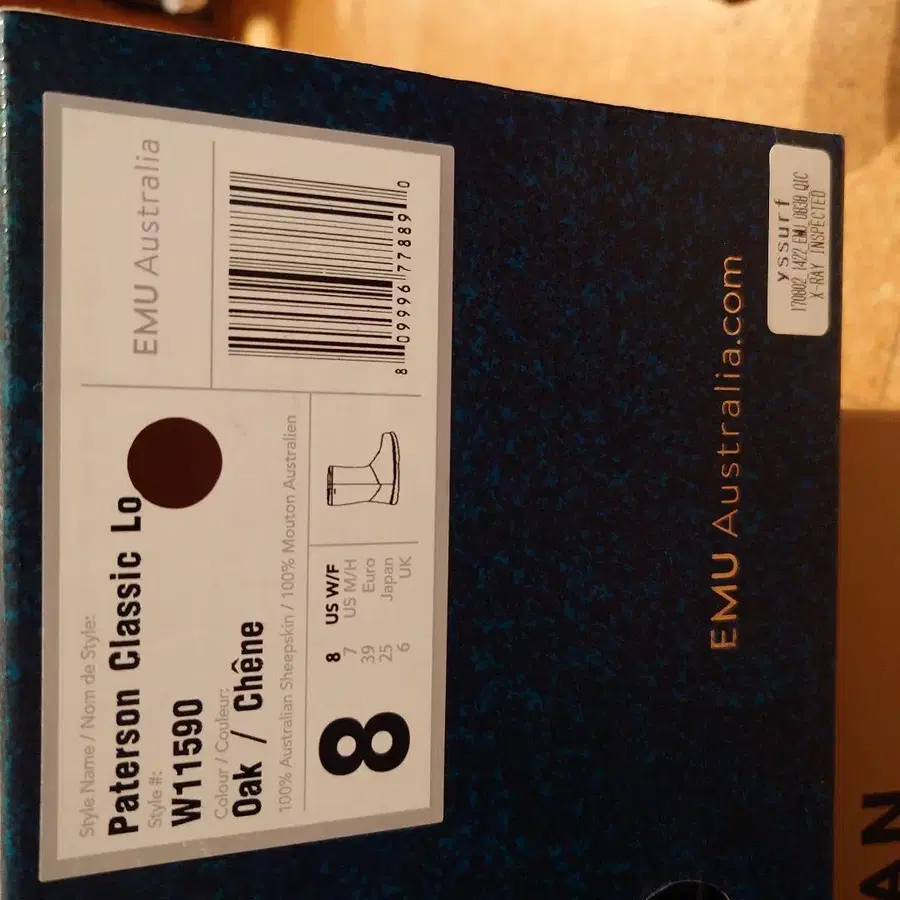 EMU Australia
8 09996 77889 0
Style Name / Nom de Style:
Paterson Classic Lo
Style #:
W11590
Colour / Couleur:
Oak / Chêne
100% Australian Sheepskin / 100% Mouton Australien
8
8 US W/F
7 US M/H
39 Euro
25 Japan
6 UK
EMU Australia.com
yssurf
X-RAY INSPECTED
AN